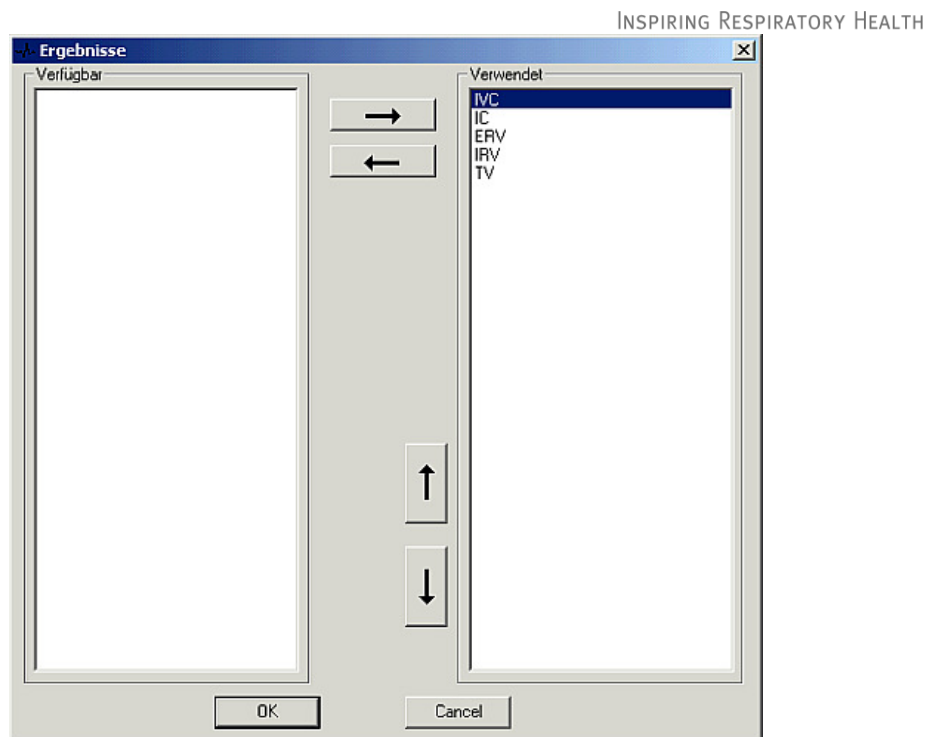 INSPIRING RESPIRATORY HEALTH
Ergebnisse
Verfügbar
Verwendet
IVC
IC
ERV
IRV
TV
OK
Cancel